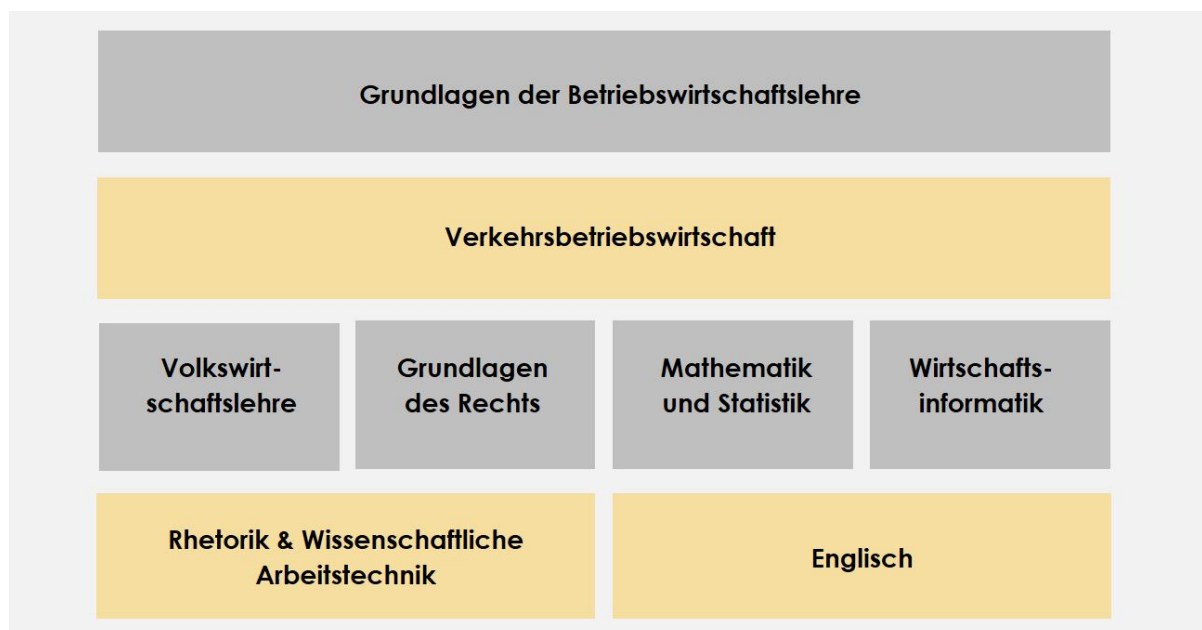 Grundlagen der Betriebswirtschaftslehre
Verkehrsbetriebswirtschaft
Volkswirt-
schaftslehre
Grundlagen
des Rechts
Mathematik
und Statistik
Wirtschafts-
informatik
Rhetorik & Wissenschaftliche
Arbeitstechnik
Englisch